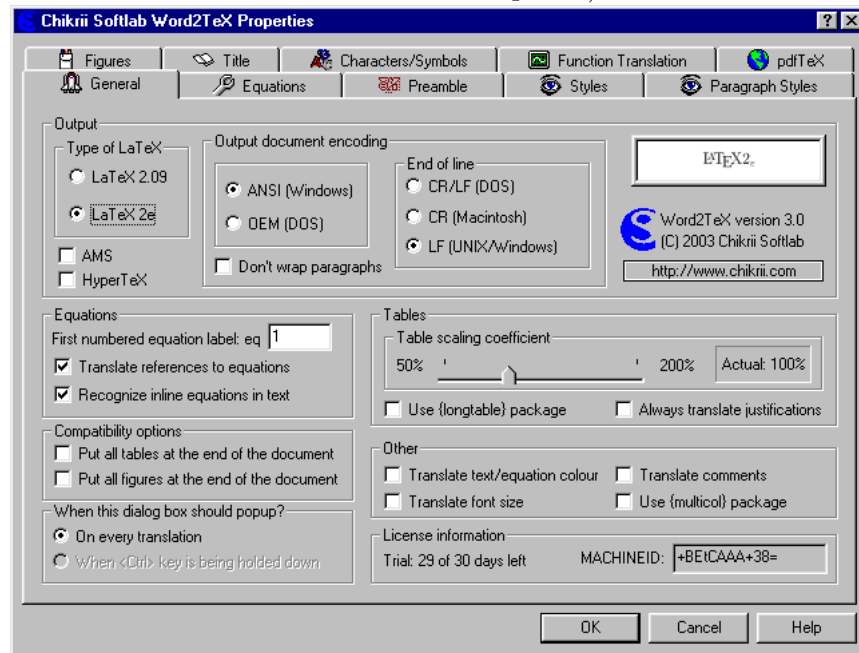 Chikrii Softlab Word2TeX Properties
Figures
Title
Characters/Symbols
Function Translation
pdfTeX
General
Equations
Preamble
Styles
Paragraph Styles
Output
Type of LaTeX
LaTeX 2.09
LaTeX 2e
AMS
HyperTeX
Output document encoding
ANSI (Windows)
OEM (DOS)
Don't wrap paragraphs
End of line
CR/LF (DOS)
CR (Macintosh)
LF (UNIX/Windows)
LATEX2ε
Word2TeX version 3.0
(C) 2003 Chikrii Softlab
http://www.chikrii.com
Equations
First numbered equation label: eq 1
Translate references to equations
Recognize inline equations in text
Tables
Table scaling coefficient
50% 200% Actual: 100%
Use {longtable} package
Always translate justifications
Compatibility options
Put all tables at the end of the document
Put all figures at the end of the document
Other
Translate text/equation colour
Translate comments
Translate font size
Use {multicol} package
When this dialog box should popup?
On every translation
When <Ctrl> key is being holded down
License information
Trial: 29 of 30 days left
MACHINEID: +BEtCAAA+38=
OK
Cancel
Help